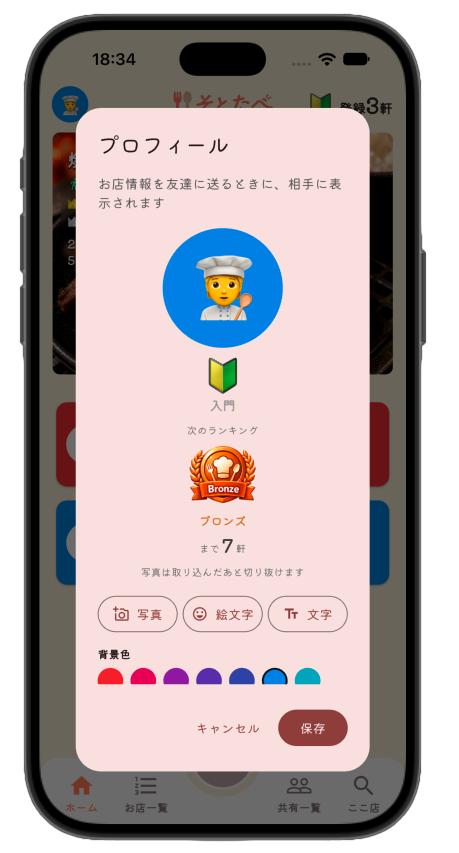 18:34
そとたべ
登録3軒
プロフィール
お店情報を友達に送るときに、相手に表
示されます
入門
次のランキング
Bronze
ブロンズ
まで7軒
写真は取り込んだあと切り抜けます
写真
絵文字
Tт 文字
背景色
キャンセル
保存
ホーム
お店一覧
共有一覧
ここ店